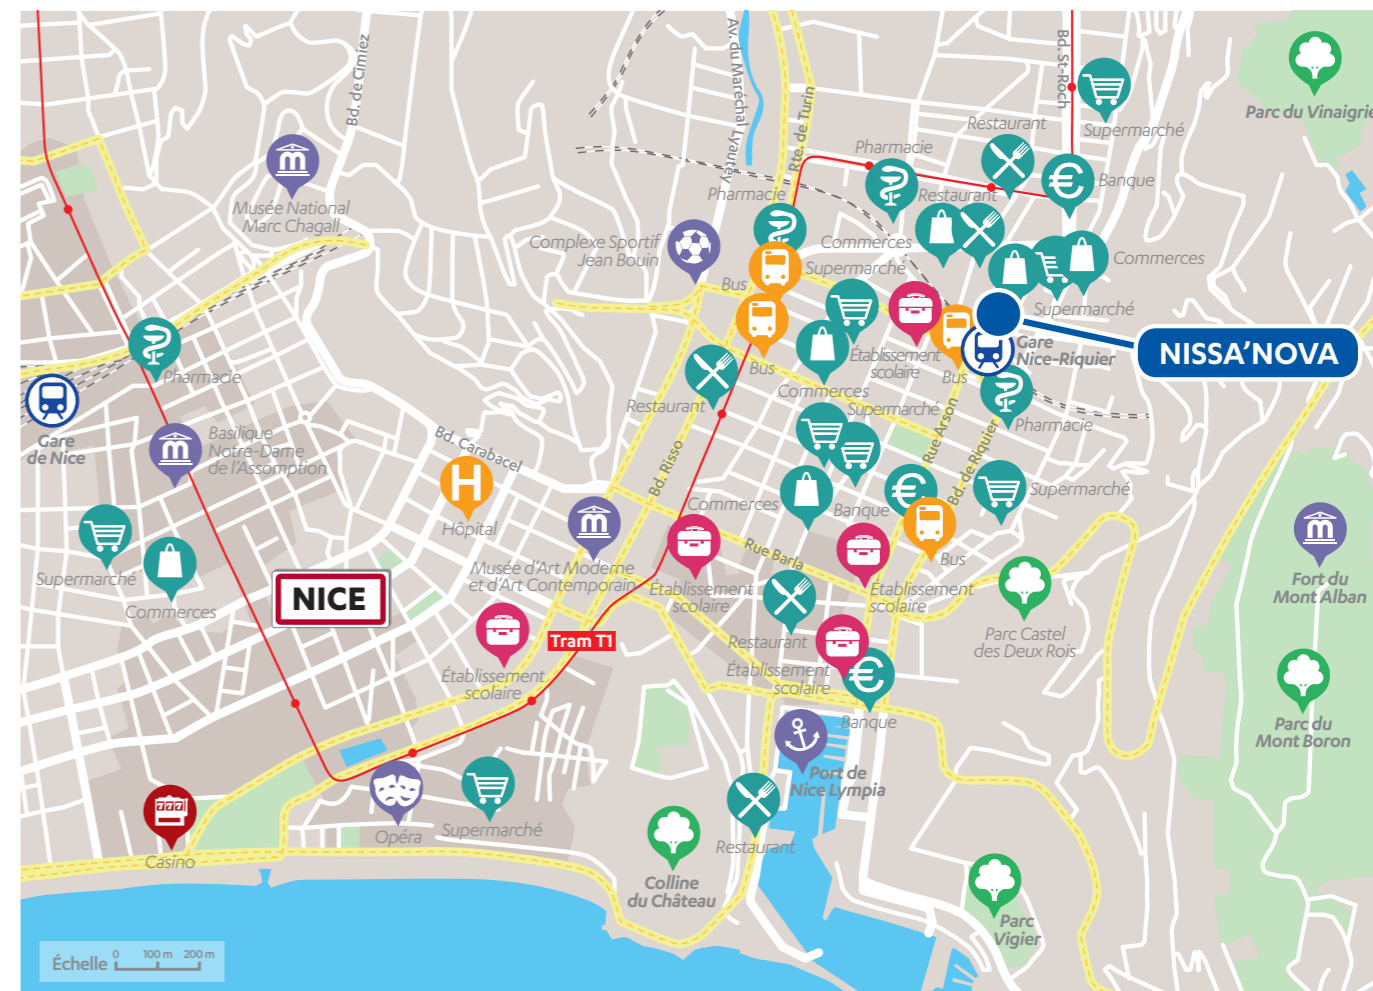 Bd. de Cimiez
Av. du Maréchal Lyautey
Rte. de Turin
Bd. St-Roch
Parc du Vinaigrie
Supermarché
Restaurant
Pharmacie
Banque
Musée National
Marc Chagall
Pharmacie
Restaurant
Complexe Sportif
Jean Bouin
Commerces
Commerces
Supermarché
Bus
Supermarché
NISSA’NOVA
Gare
Nice-Riquier
Établissement
scolaire
Bus
Bus
Pharmacie
Commerces
Restaurant
Supermarché
Rue Arson
Bd. de Riquier
Pharmacie
Gare
de Nice
Basilique
Notre-Dame
de l’Assomption
Bd. Carabacel
H
Hôpital
Bd. Risso
Commerces
Banque
Supermarché
Supermarché
Commerces
NICE
Musée d’Art Moderne
et d’Art Contemporain
Rue Barla
Établissement
scolaire
Établissement
scolaire
Bus
Fort du
Mont Alban
Tram T1
Établissement
scolaire
Restaurant
Établissement
scolaire
Parc Castel
des Deux Rois
Banque
Parc du
Mont Boron
Port de
Nice Lympia
777
Casino
Opéra
Supermarché
Restaurant
Colline
du Château
Parc
Vigier
Échelle 0 100 m 200 m